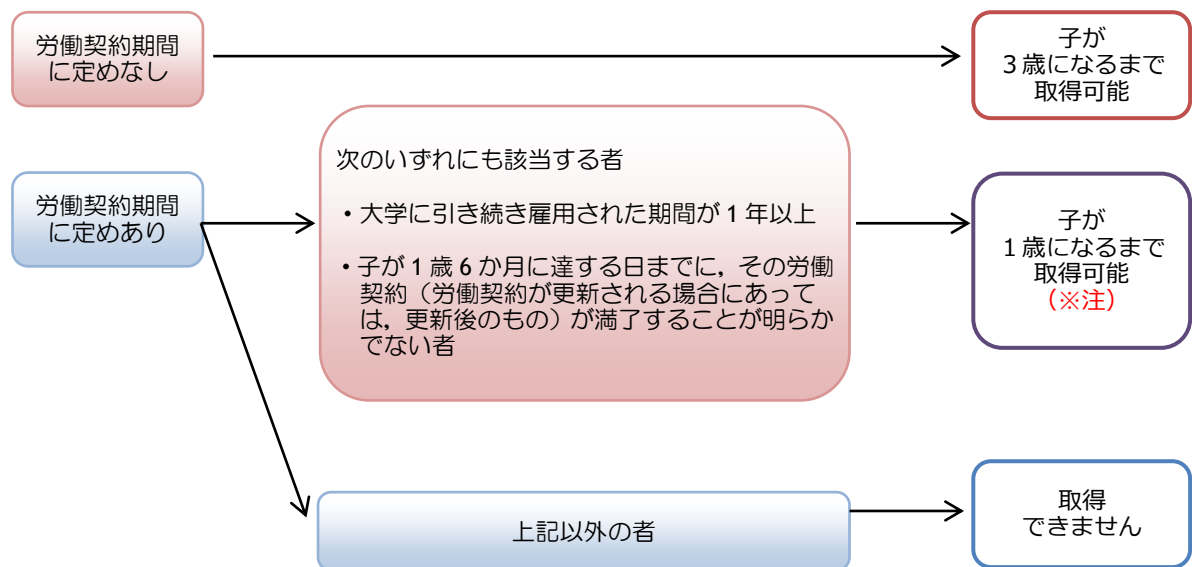 労働契約期間
に定めなし
子が
３歳になるまで
取得可能
次のいずれにも該当する者
・大学に引き続き雇用された期間が１年以上
・子が１歳６か月に達する日までに，その労働
契約（労働契約が更新される場合にあって
は，更新後のもの）が満了することが明らか
でない者
労働契約期間
に定めあり
子が
１歳になるまで
取得可能
（※注）
上記以外の者
取得
できません